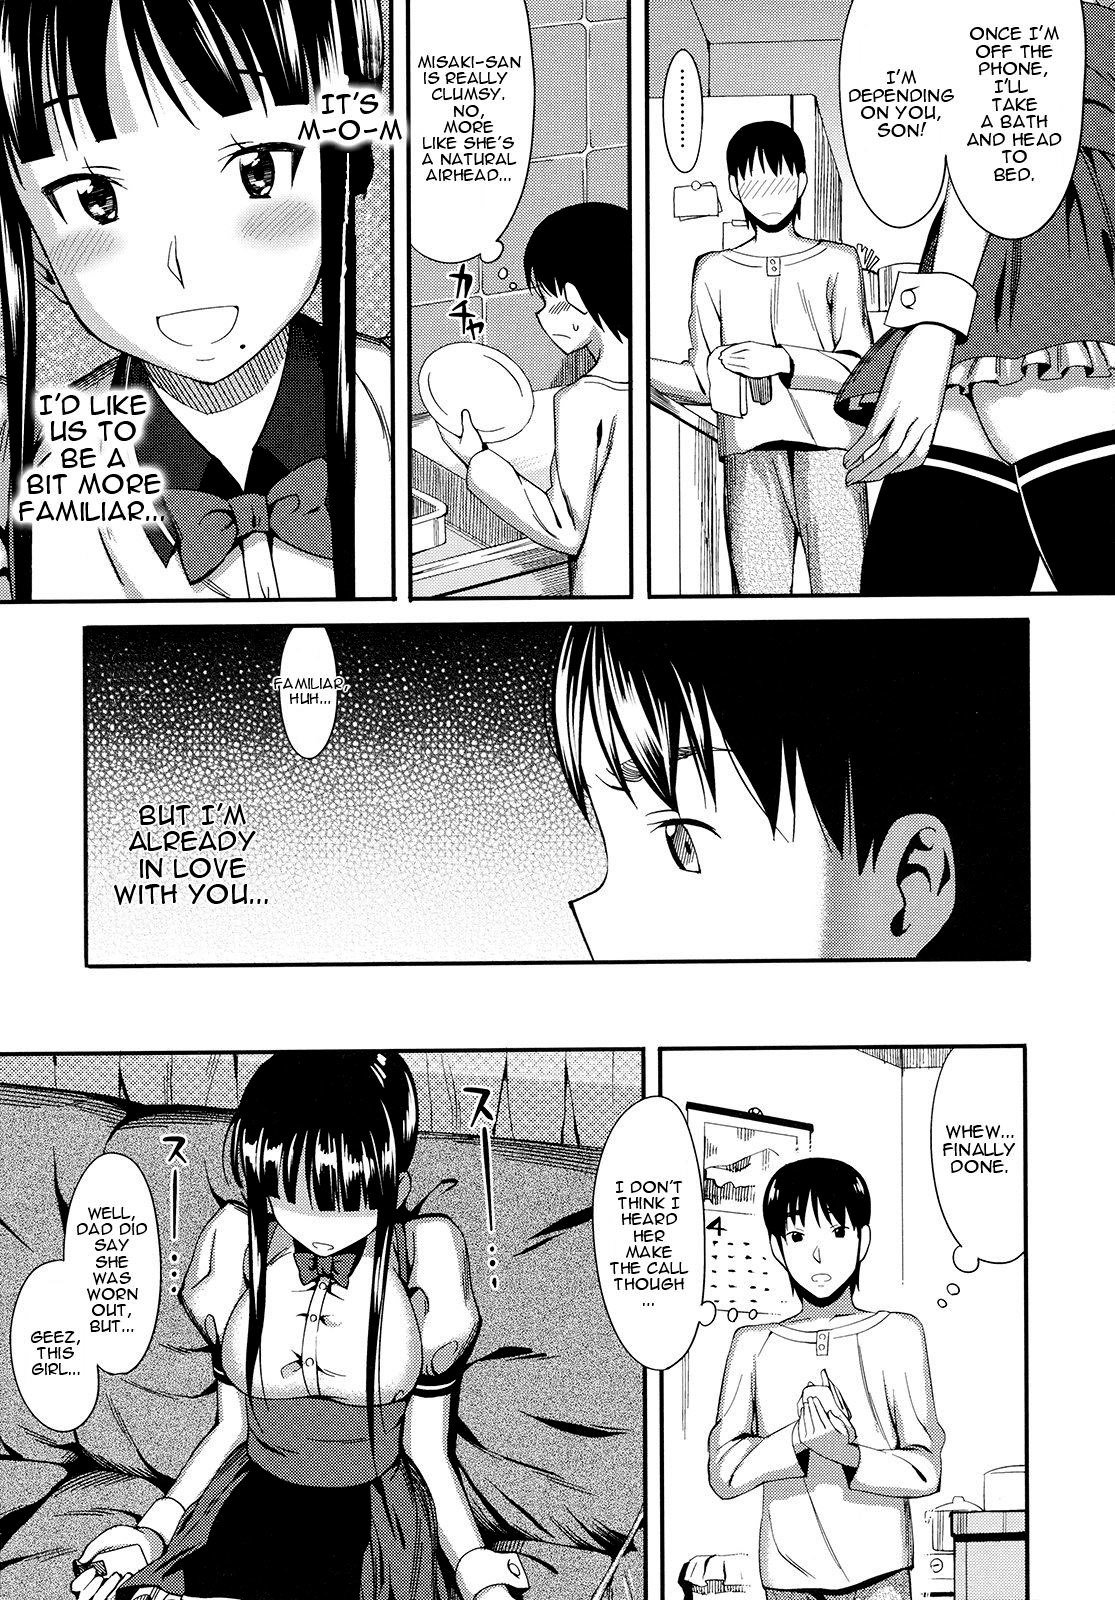 ONCE I'M
OFF THE
PHONE,
I'LL
TAKE
A BATH
AND HEAD
TO
BED.
I'M
DEPENDING
ON YOU,
SON!
………
MISAKI-SAN
IS REALLY
CLUMSY.
NO,
MORE
LIKE SHE'S
A NATURAL
AIRHEAD...
カチャ
IT'S
M-O-M
I'D LIKE
US TO
BE A
BIT MORE
FAMILIAR...
FAMILIAR,
HUH...
BUT I'M
ALREADY
IN LOVE
WITH YOU...
WHEW...
FINALLY
DONE.
4
I DON'T
THINK I
HEARD
HER
MAKE
THE CALL
THOUGH
...
スー
スー
WELL,
DAD DID
SAY
SHE
WAS
WORN
OUT,
BUT...
GEEZ,
THIS
GIRL...